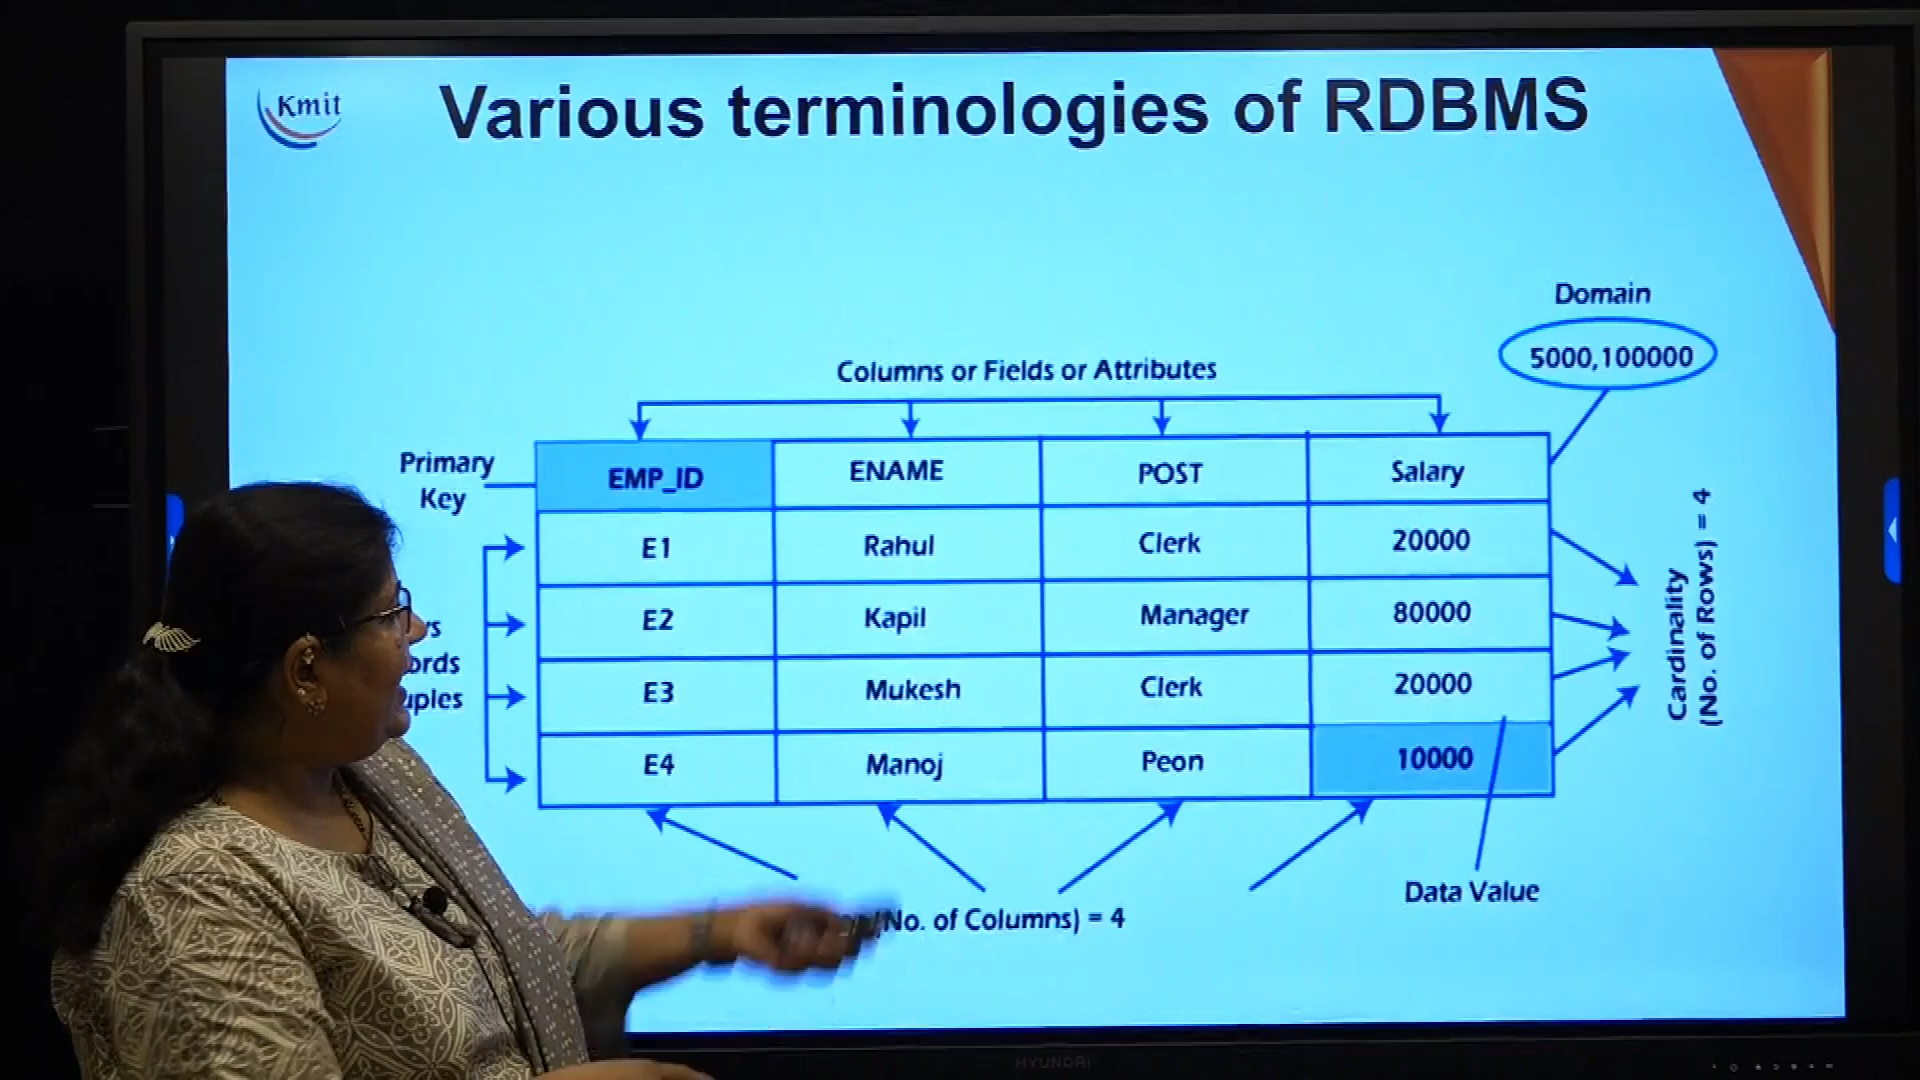 Kmit
Various terminologies of RDBMS
Domain
5000,100000
Columns or Fields or Attributes
Primary
Key
EMP_ID ENAME POST Salary
E1 Rahul Clerk 20000
E2 Kapil Manager 80000
E3 Mukesh Clerk 20000
E4 Manoj Peon 10000
Cardinality
(No. of Rows) = 4
Data Value
(No. of Columns) = 4
HYUNDAI